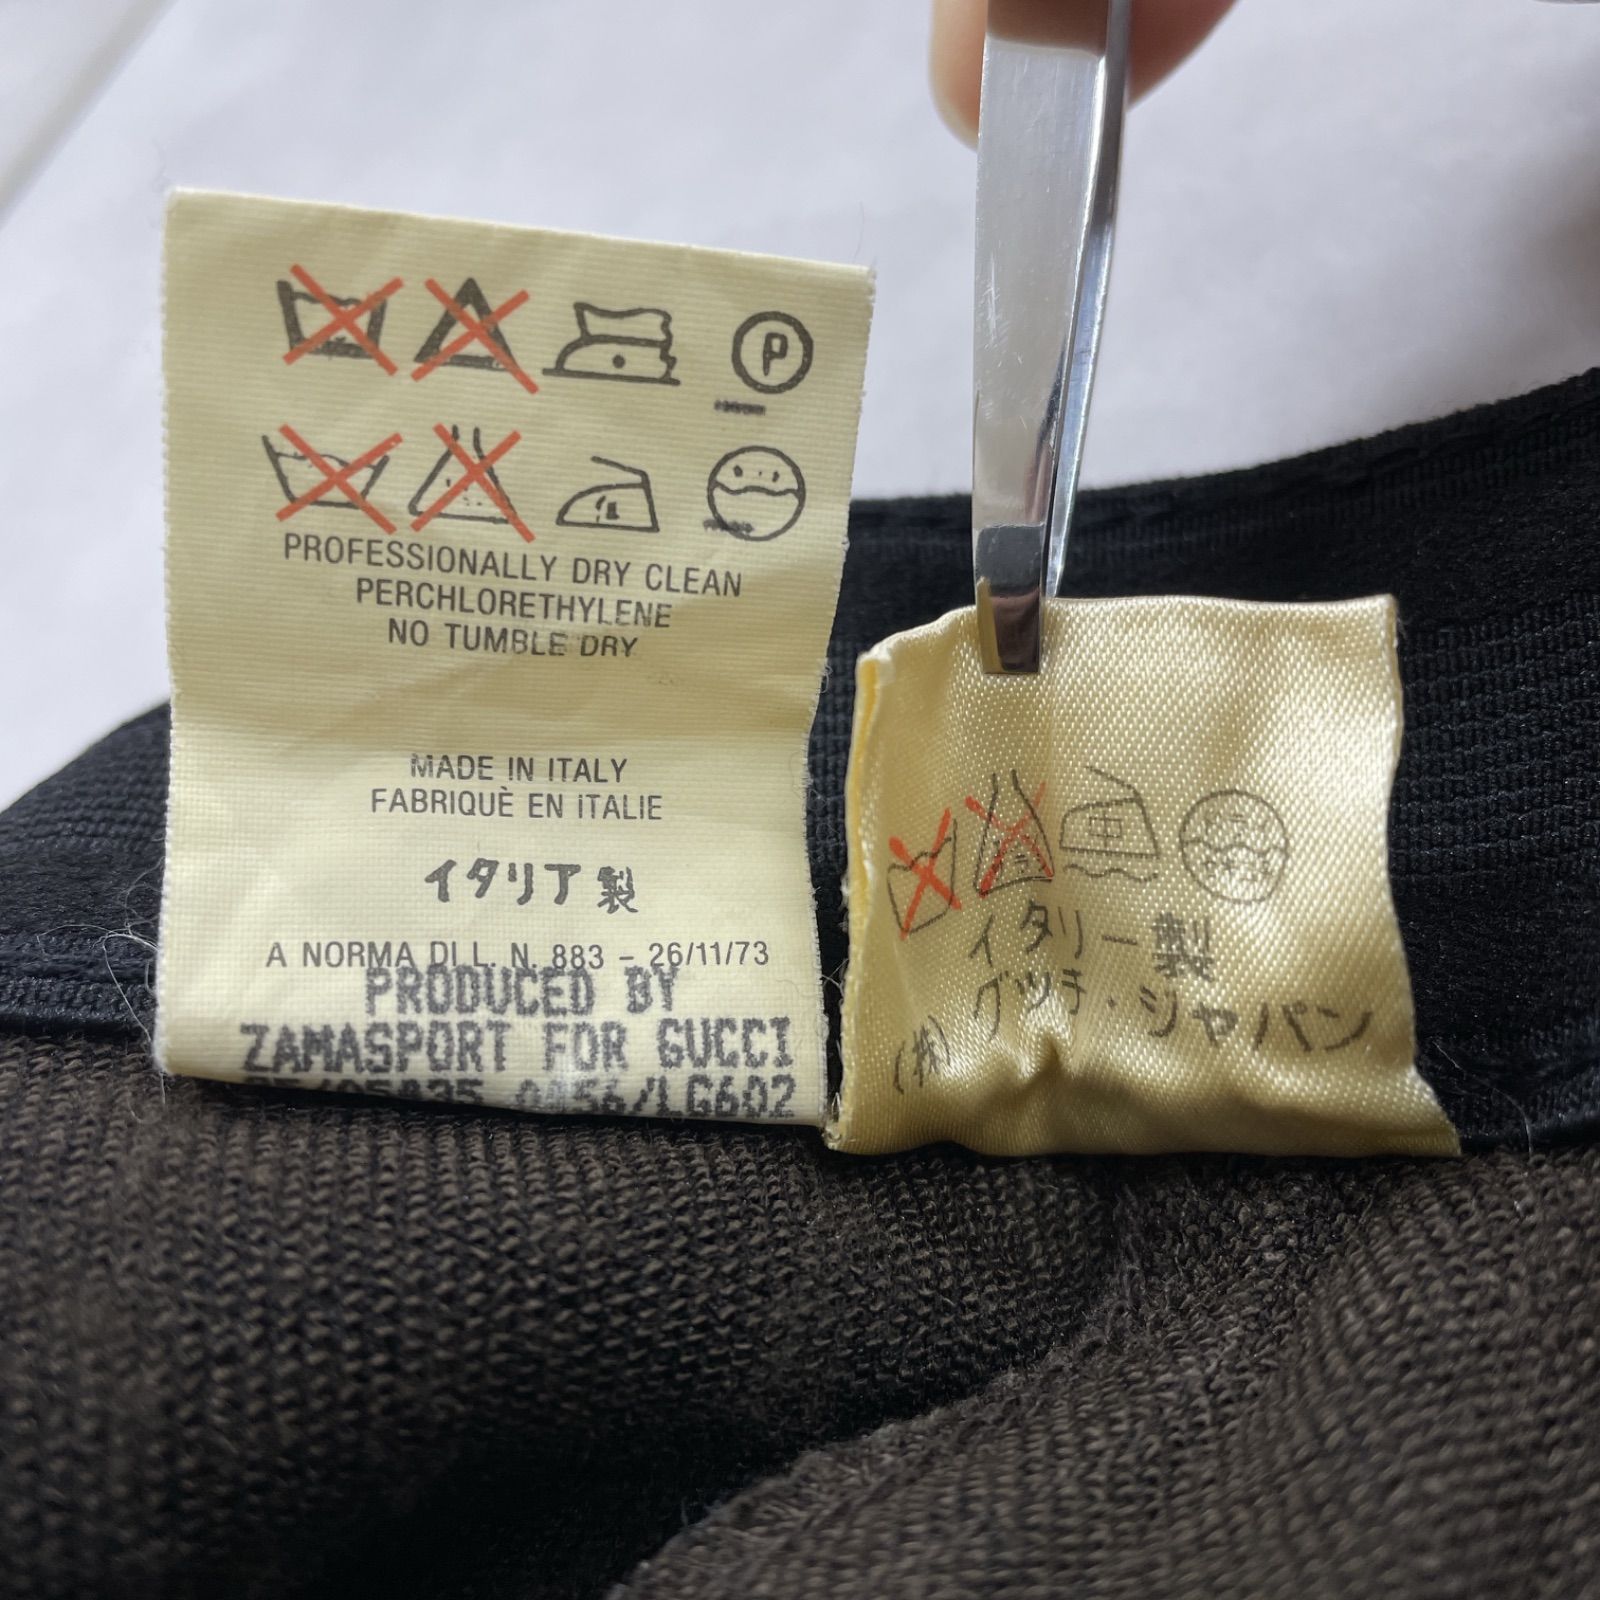 P
PROFESSIONALLY DRY CLEAN
PERCHLORETHYLENE
NO TUMBLE DRY
MADE IN ITALY
FABRIQUÈ EN ITALIE
イタリア製
A NORMA DI L. N. 883 – 26/11/73
PRODUCED BY
ZAMASPORT FOR GUCCI
LG602
イタリー製
(株) グッチ・ジャパン